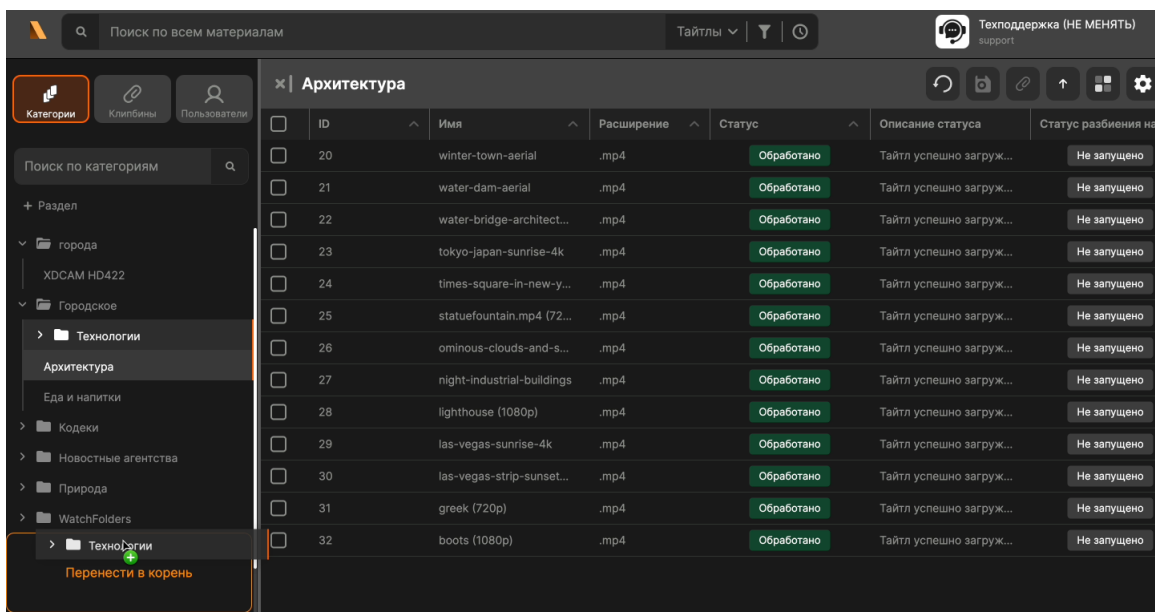 Поиск по всем материалам
Тайтлы
Техподдержка (НЕ МЕНЯТЬ)
support
Категории
Клипбины
Пользователи
Архитектура
Поиск по категориям
+ Раздел
города
XDCAM HD422
Городское
Технологии
Архитектура
Еда и напитки
Кодеки
Новостные агентства
Природа
WatchFolders
Технологии
Перенести в корень
ID Имя Расширение Статус Описание статуса Статус разбиения на
20 winter-town-aerial .mp4 Обработано Тайтл успешно загруж... Не запущено
21 water-dam-aerial .mp4 Обработано Тайтл успешно загруж... Не запущено
22 water-bridge-architect... .mp4 Обработано Тайтл успешно загруж... Не запущено
23 tokyo-japan-sunrise-4k .mp4 Обработано Тайтл успешно загруж... Не запущено
24 times-square-in-new-y... .mp4 Обработано Тайтл успешно загруж... Не запущено
25 statuefountain.mp4 (72... .mp4 Обработано Тайтл успешно загруж... Не запущено
26 ominous-clouds-and-s... .mp4 Обработано Тайтл успешно загруж... Не запущено
27 night-industrial-buildings .mp4 Обработано Тайтл успешно загруж... Не запущено
28 lighthouse (1080p) .mp4 Обработано Тайтл успешно загруж... Не запущено
29 las-vegas-sunrise-4k .mp4 Обработано Тайтл успешно загруж... Не запущено
30 las-vegas-strip-sunset... .mp4 Обработано Тайтл успешно загруж... Не запущено
31 greek (720p) .mp4 Обработано Тайтл успешно загруж... Не запущено
32 boots (1080p) .mp4 Обработано Тайтл успешно загруж... Не запущено